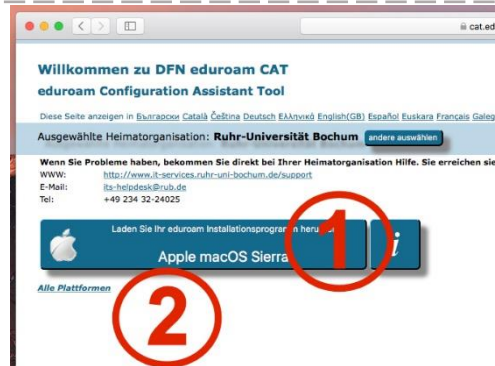 cat.ed
Willkommen zu DFN eduroam CAT
eduroam Configuration Assistant Tool
Diese Seite anzeigen in Български Català Čeština Deutsch Ελληνικά English(GB) Español Euskara Français Galeg
Ausgewählte Heimatorganisation: Ruhr-Universität Bochum andere auswählen
Wenn Sie Probleme haben, bekommen Sie direkt bei Ihrer Heimatorganisation Hilfe. Sie erreichen sie
WWW: http://www.it-services.ruhr-uni-bochum.de/support
E-Mail: its-helpdesk@rub.de
Tel: +49 234 32-24025
Laden Sie Ihr eduroam Installationsprogramm
Apple macOS Sierra
i
1
Alle Plattformen
2